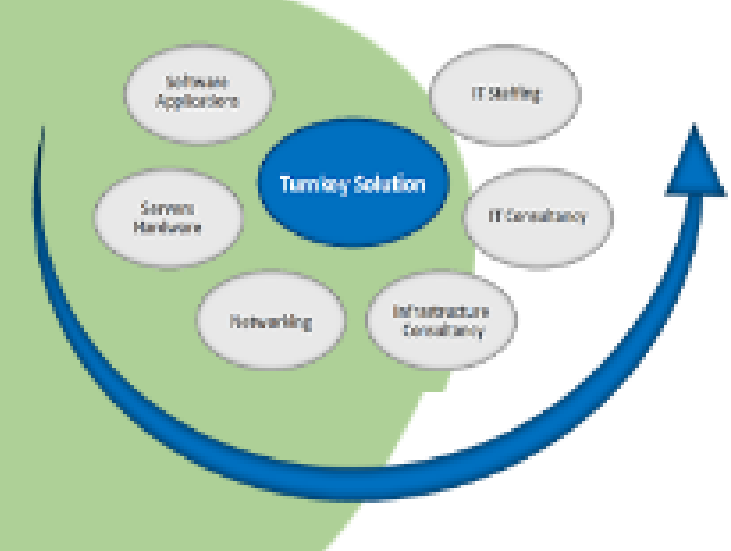 Software
Applications
IT Staffing
Turnkey Solution
Servers
Hardware
IT Consultancy
Networking
Infrastructure
Consultancy